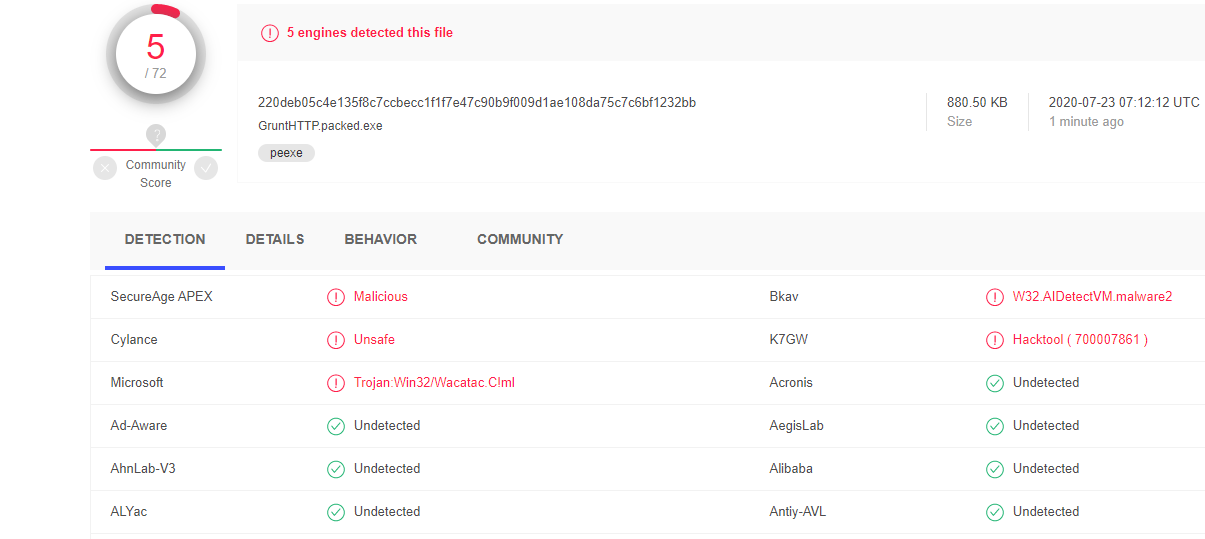 5
/ 72
?
Community
Score
5 engines detected this file
220deb05c4e135f8c7ccbecc1f1f7e47c90b9f009d1ae108da75c7c6bf1232bb
GruntHTTP.packed.exe
peexe
880.50 KB
Size
2020-07-23 07:12:12 UTC
1 minute ago
DETECTION DETAILS BEHAVIOR COMMUNITY
SecureAge APEX Malicious Bkav W32.AIDetectVM.malware2
Cylance Unsafe K7GW Hacktool ( 700007861 )
Microsoft Trojan:Win32/Wacatac.C!ml Acronis Undetected
Ad-Aware Undetected AegisLab Undetected
AhnLab-V3 Undetected Alibaba Undetected
ALYac Undetected Antiy-AVL Undetected